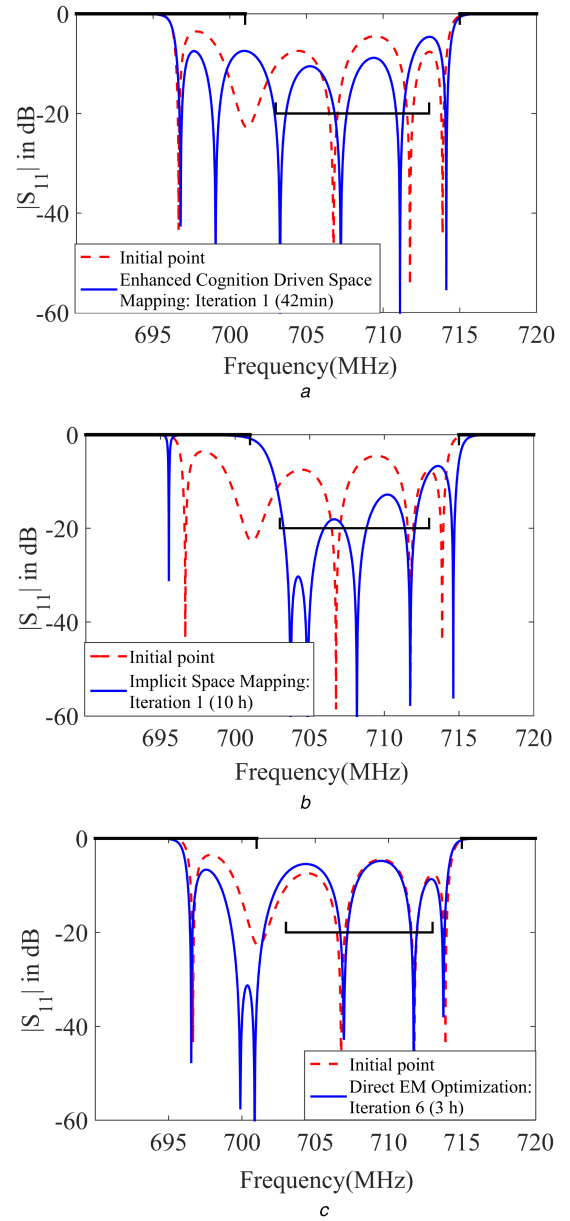 0
-20
-40
-60
|S11| in dB
Initial point
Enhanced Cognition Driven Space
Mapping: Iteration 1 (42min)
695 700 705 710 715 720
Frequency(MHz)
a
0
-20
-40
-60
|S11| in dB
Initial point
Implicit Space Mapping:
Iteration 1 (10 h)
695 700 705 710 715 720
Frequency(MHz)
b
0
-20
-40
-60
|S11| in dB
Initial point
Direct EM Optimization:
Iteration 6 (3 h)
695 700 705 710 715 720
Frequency(MHz)
c